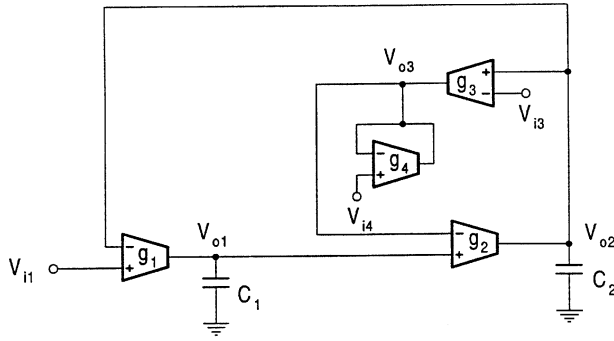 V_o3
+
g_3
−
V_i3
−
g_4
+
V_i4
−
g_1
+
V_i1
V_o1
C_1
−
g_2
+
V_o2
C_2